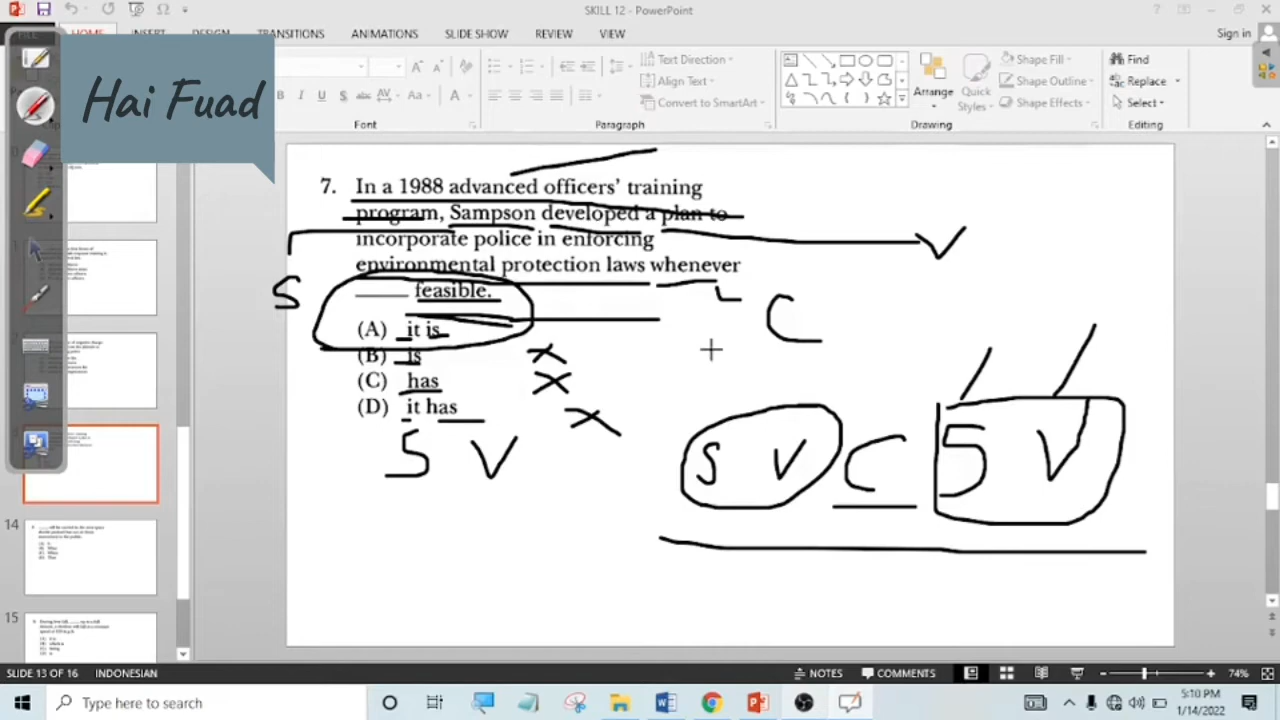 SKILL 12 - PowerPoint
FILE HOME INSERT DESIGN TRANSITIONS ANIMATIONS SLIDE SHOW REVIEW VIEW Sign in
Hai Fuad
B I U S abc AV Aa A
Text Direction
Align Text
Convert to SmartArt
Arrange
Quick Styles
Shape Fill
Shape Outline
Shape Effects
Find
Replace
Select
Font Paragraph Drawing Editing
7. In a 1988 advanced officers' training
program, Sampson developed a plan to
incorporate police in enforcing
environmental protection laws whenever
____ feasible.
(A) it is
(B) is
(C) has
(D) it has
S
V
C
S V
S V C S V
14
15
SLIDE 13 OF 16 INDONESIAN NOTES COMMENTS 74%
Type here to search
5:10 PM
1/14/2022